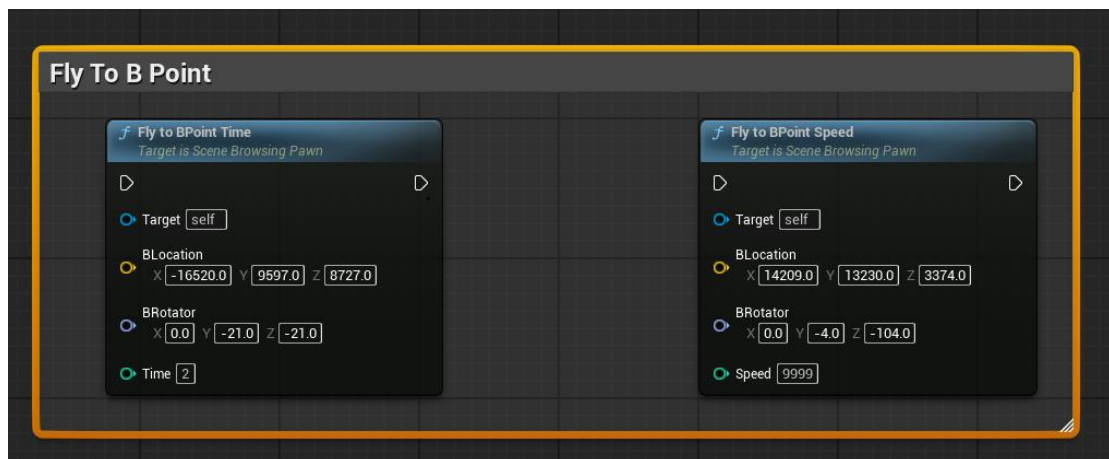 Fly To B Point
f Fly to BPoint Time
Target is Scene Browsing Pawn
Target self
BLocation
X -16520.0 Y 9597.0 Z 8727.0
BRotator
X 0.0 Y -21.0 Z -21.0
Time 2
f Fly to BPoint Speed
Target is Scene Browsing Pawn
Target self
BLocation
X 14209.0 Y 13230.0 Z 3374.0
BRotator
X 0.0 Y -4.0 Z -104.0
Speed 9999